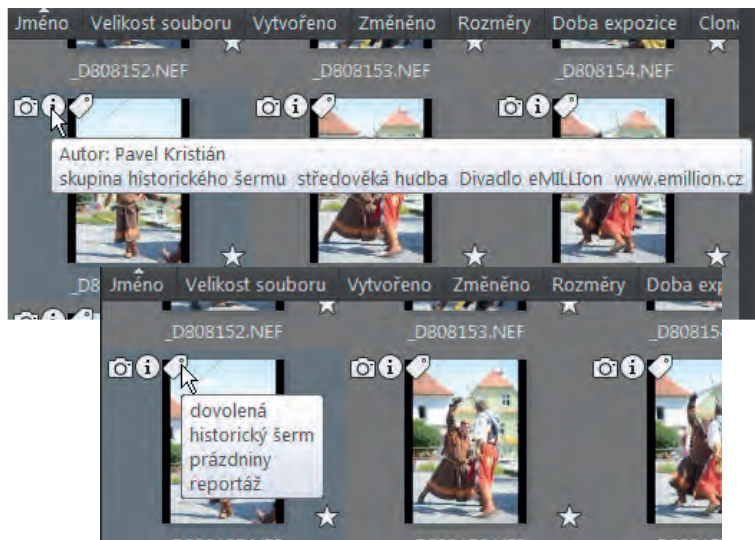 Jméno Velikost souboru Vytvořeno Změněno Rozměry Doba expozice Clona
_D808152.NEF _D808153.NEF _D808154.NEF
Autor: Pavel Kristián
skupina historického šermu středověká hudba Divadlo eMILLIon www.emillion.cz
_D8
Jméno Velikost souboru Vytvořeno Změněno Rozměry Doba exp
_D808152.NEF _D808153.NEF _D80815
dovolená
historický šerm
prázdniny
reportáž